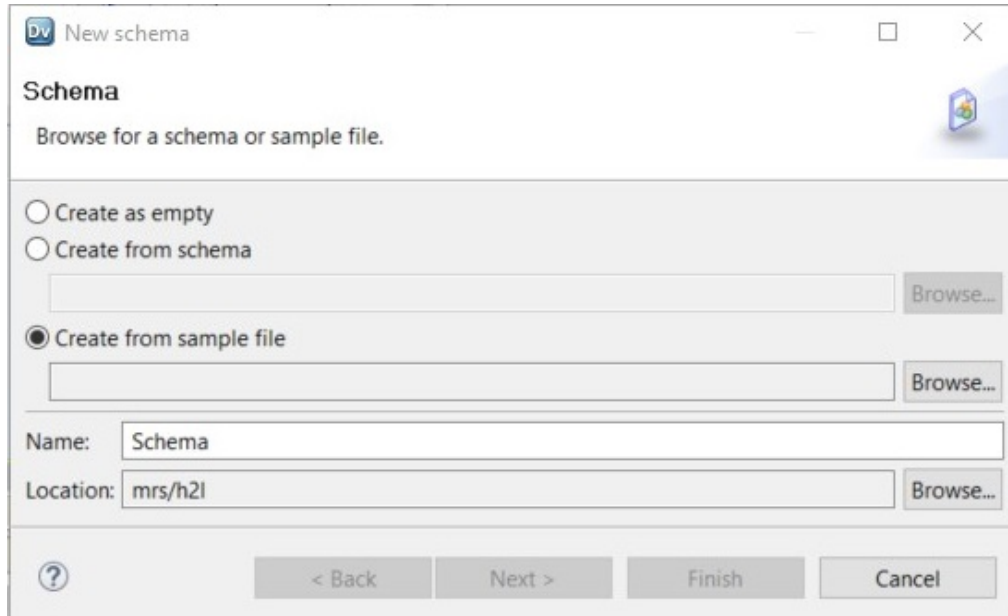 Dv New schema
Schema
Browse for a schema or sample file.
Create as empty
Create from schema
Browse...
Create from sample file
Browse...
Name: Schema
Location: mrs/h2l Browse...
? < Back Next > Finish Cancel